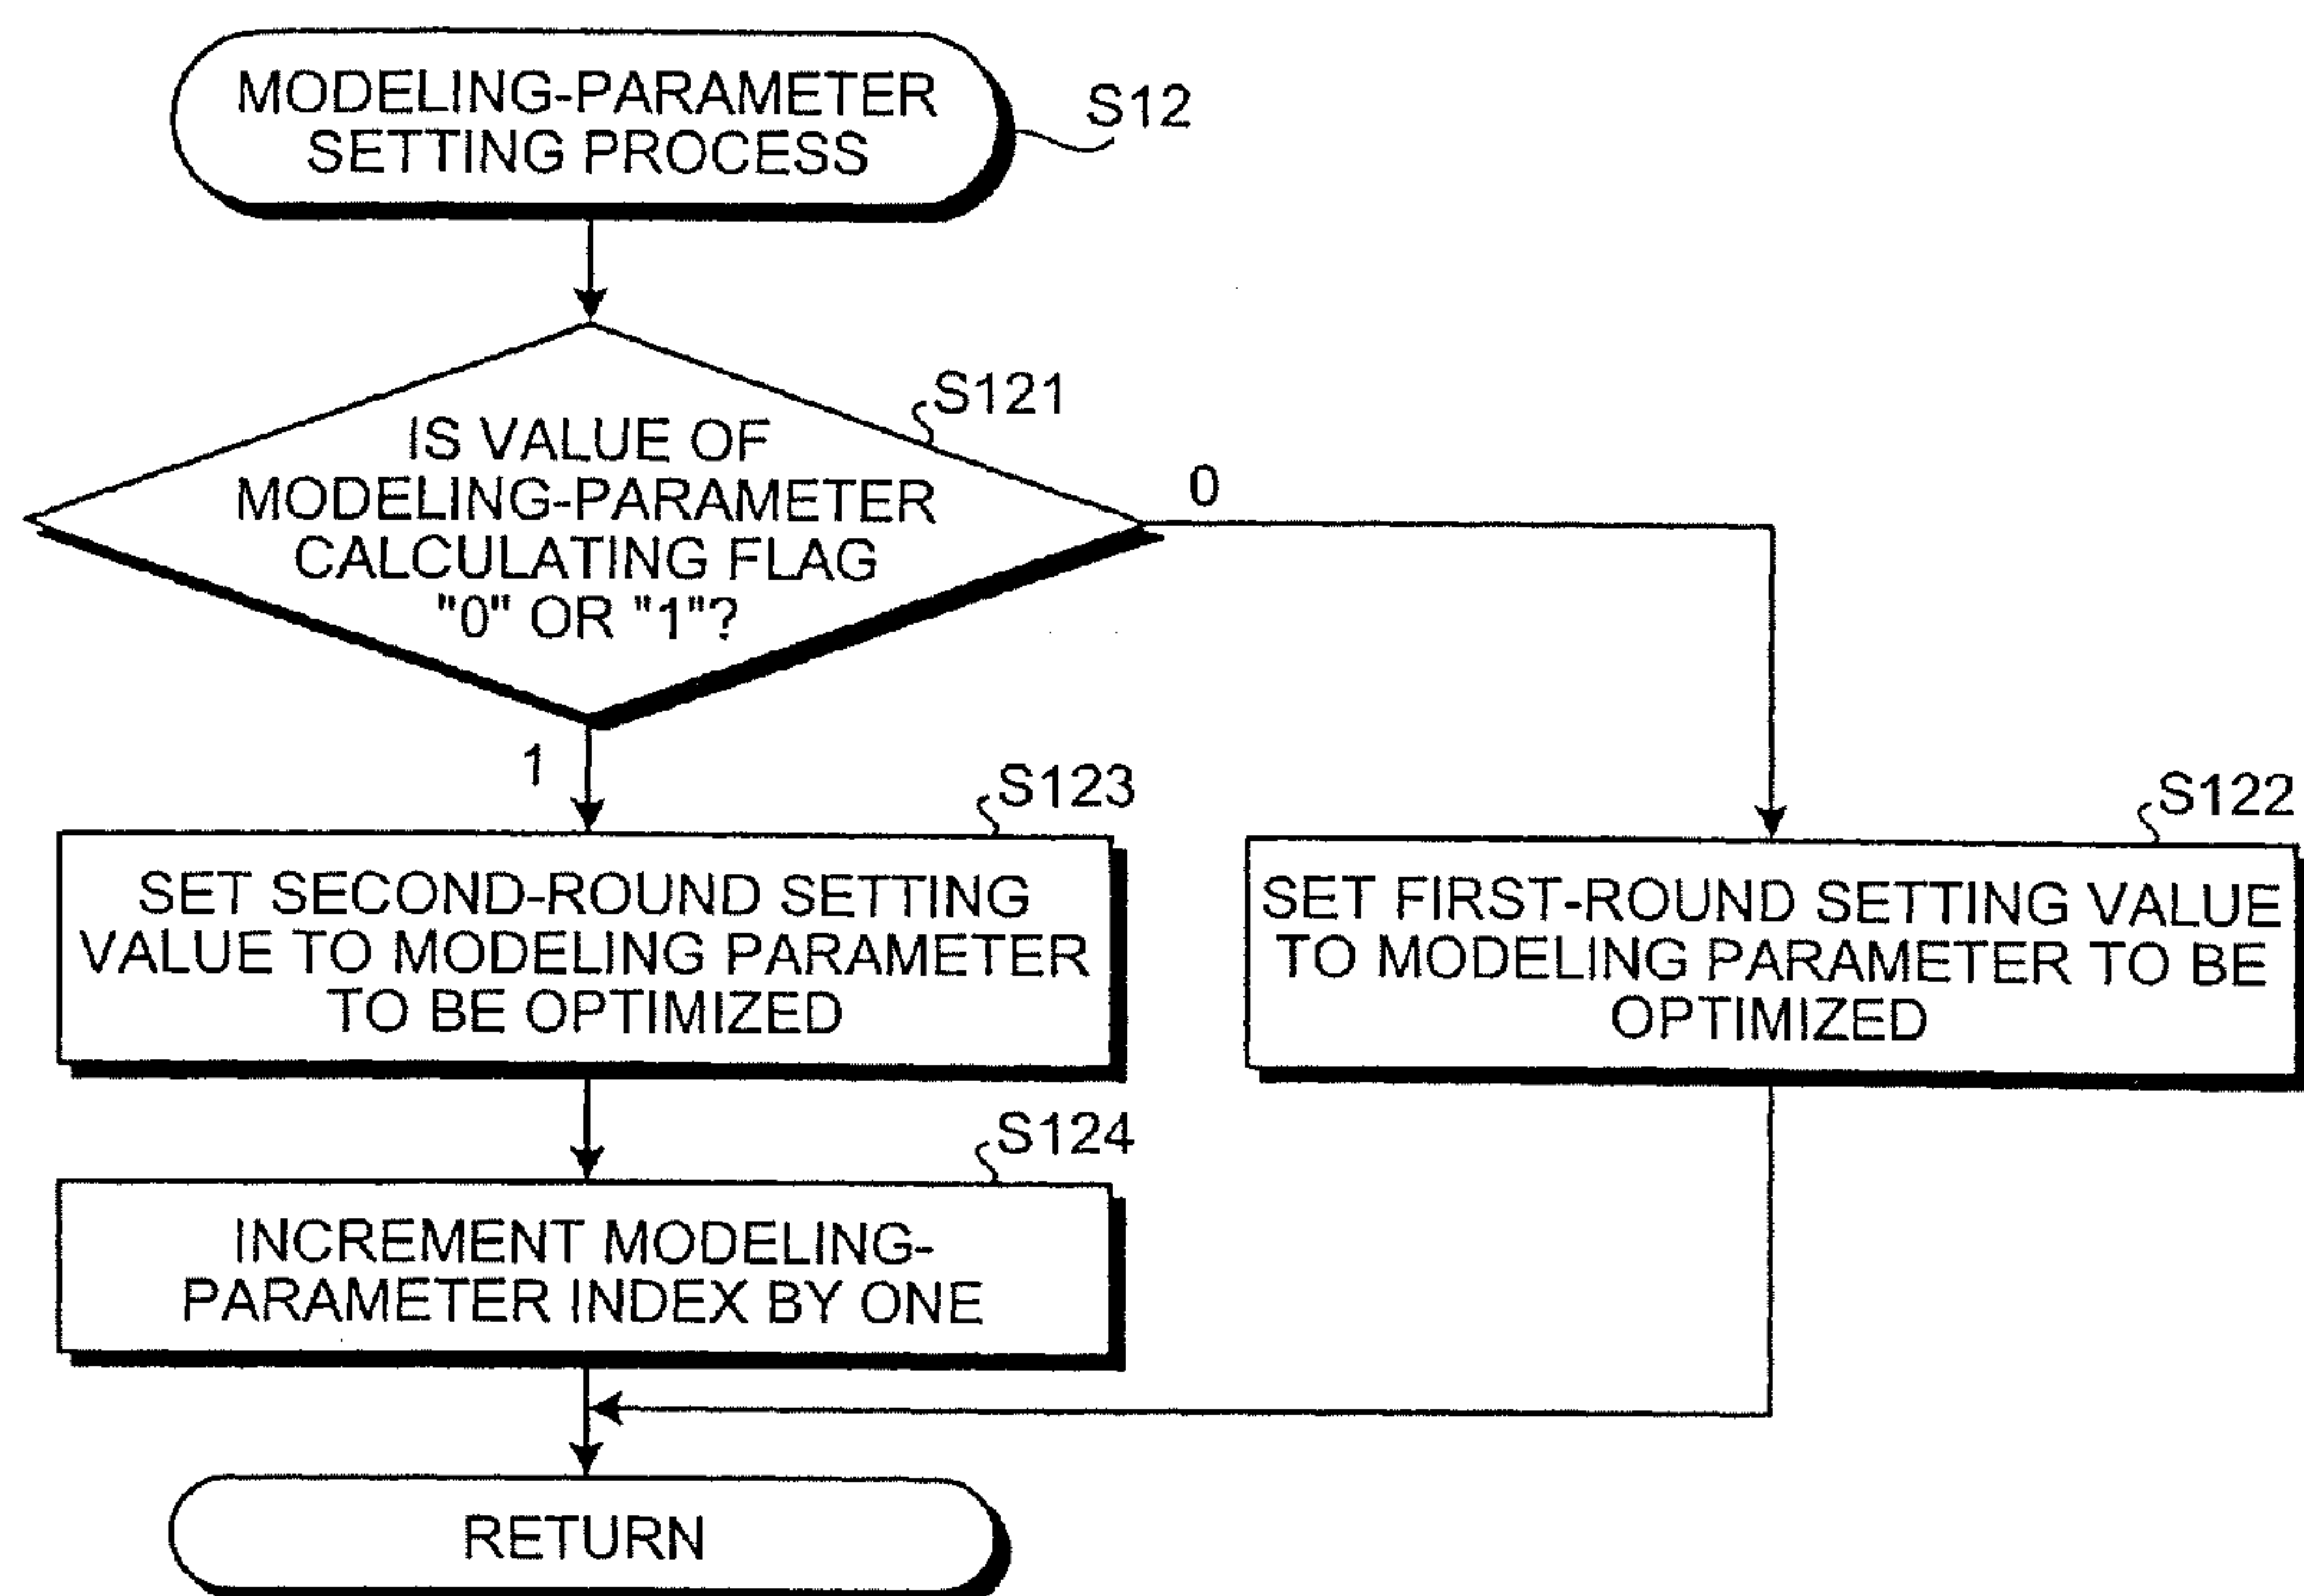 MODELING-PARAMETER
SETTING PROCESS
S12
S121
IS VALUE OF
MODELING-PARAMETER
CALCULATING FLAG
"0" OR "1"?
0
1
S123
SET SECOND-ROUND SETTING
VALUE TO MODELING PARAMETER
TO BE OPTIMIZED
S122
SET FIRST-ROUND SETTING VALUE
TO MODELING PARAMETER TO BE
OPTIMIZED
S124
INCREMENT MODELING-
PARAMETER INDEX BY ONE
RETURN